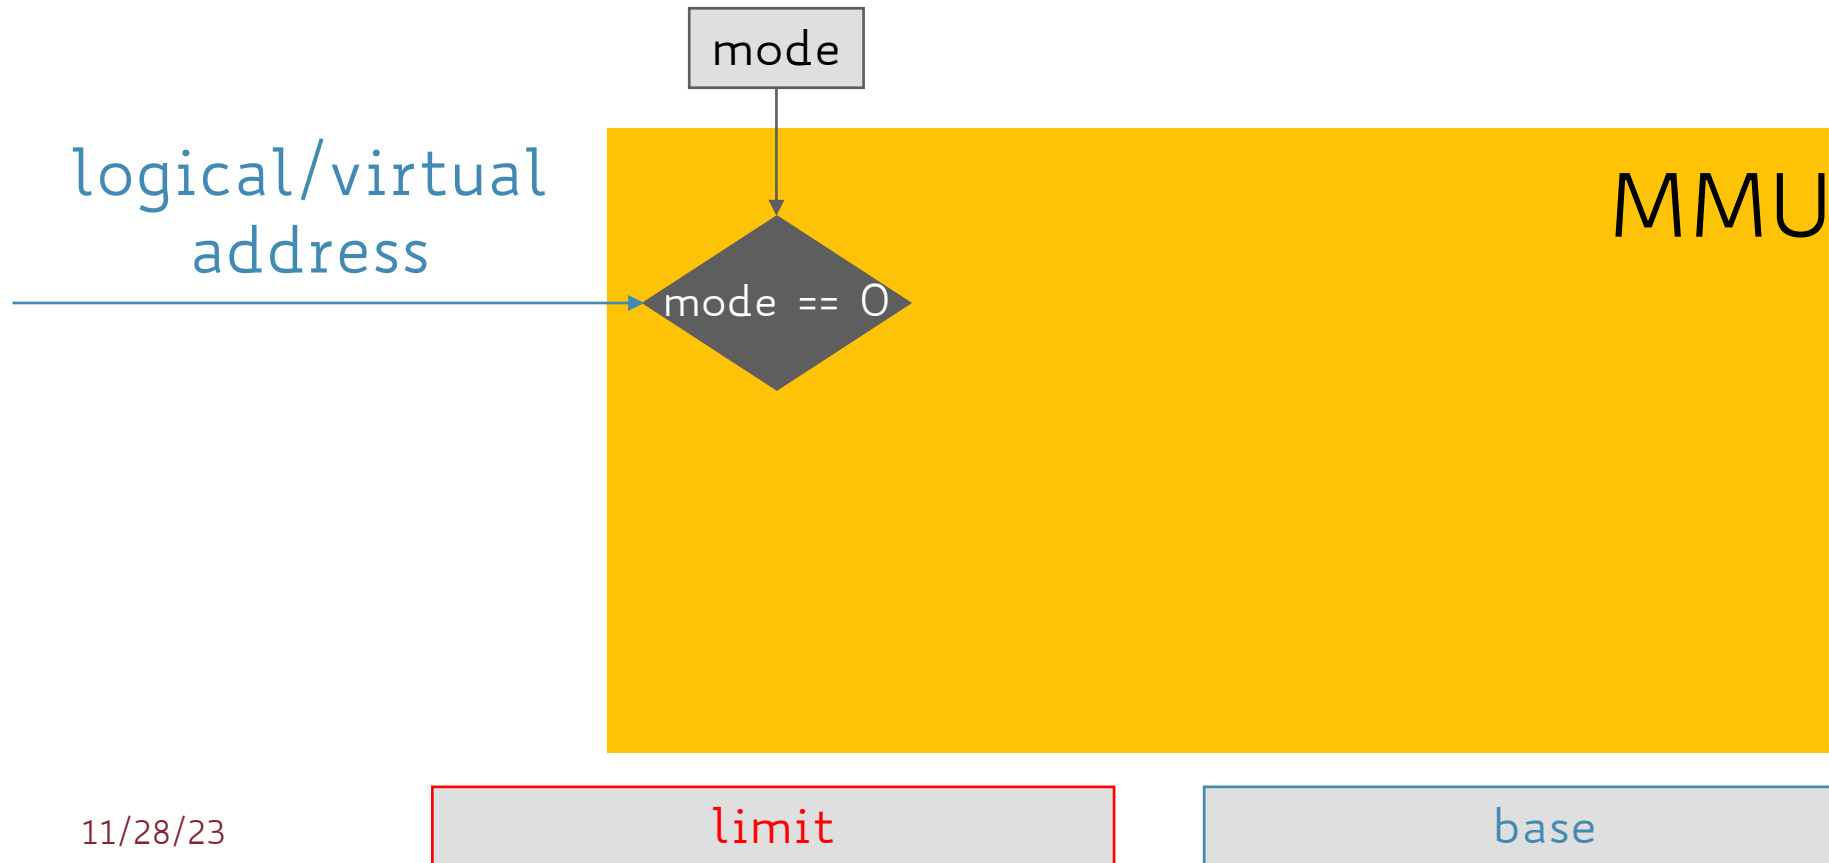 mode
logical/virtual
address
MMU
mode == 0
limit
base
11/28/23